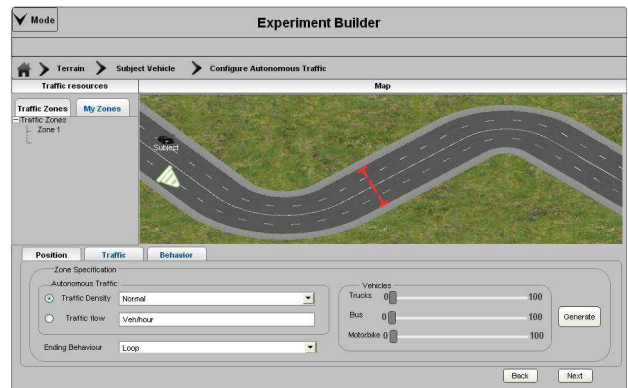 Mode
Experiment Builder
Terrain Subject Vehicle Configure Autonomous Traffic
Traffic resources Map
Traffic Zones My Zones
Traffic Zones
Zone 1
Subject
Position Traffic Behavior
Zone Specification
Autonomous Traffic
Traffic Density Normal
Traffic flow Veh/hour
Ending Behaviour Loop
Vehicles
Trucks 0 100
Bus 0 100
Motorbike 0 100
Generate
Back Next